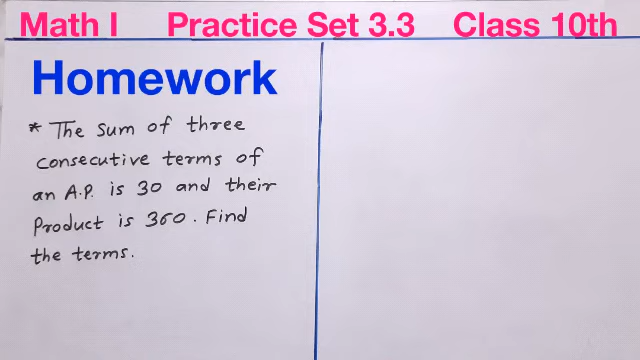 Math I Practice Set 3.3 Class 10th
Homework
* The sum of three
consecutive terms of
an A.P. is 30 and their
Product is 360. Find
the terms.